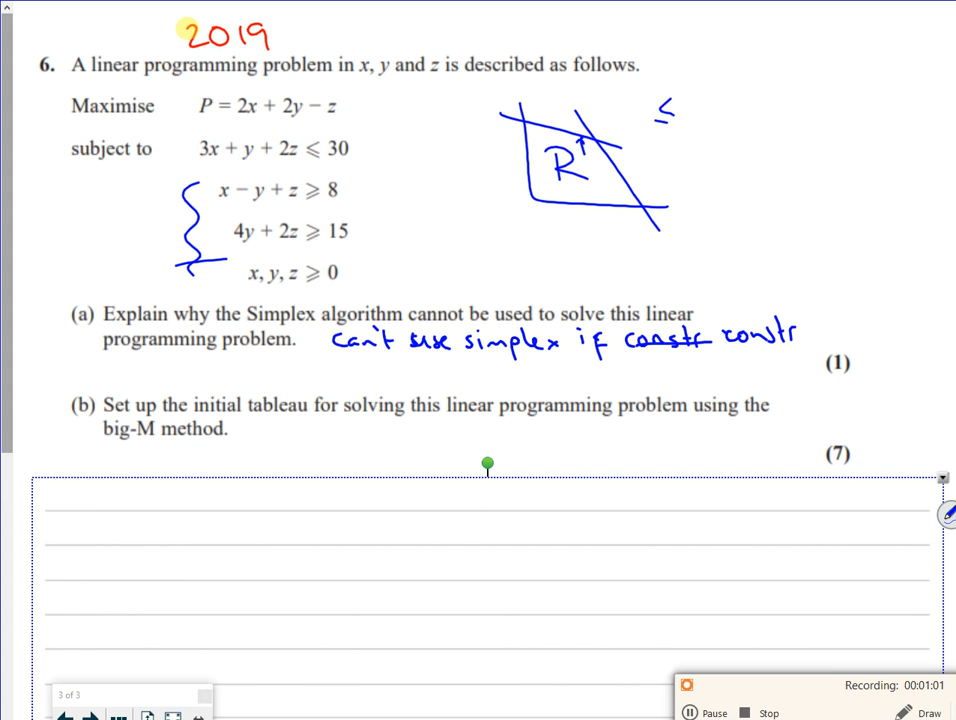 2019
6. A linear programming problem in x, y and z is described as follows.
Maximise P = 2x + 2y − z
≤
subject to 3x + y + 2z ⩽ 30
R
x − y + z ⩾ 8
4y + 2z ⩾ 15
x, y, z ⩾ 0
(a) Explain why the Simplex algorithm cannot be used to solve this linear
programming problem. can't use simplex if constr constr
(1)
(b) Set up the initial tableau for solving this linear programming problem using the
big-M method.
(7)
3 of 3
Recording: 00:01:01
Pause Stop Draw